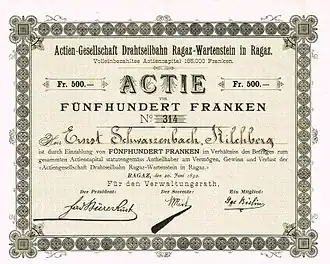 Actien-Gesellschaft Drahtseilbahn Ragaz-Wartenstein in Ragaz.
Volleinbezahltes Actiencapital 165,000 Franken.
Fr. 500.— ACTIE Fr. 500.—
VON
FÜNFHUNDERT FRANKEN
No 314
Herr Ernst Schwarzenbach, Kilchberg
ist durch Einzahlung von FÜNFHUNDERT FRANKEN im Verhältniss des Betrages zum
gesammten Actiencapital statutengemäss Antheilhaber am Vermögen, Gewinn und Verlust der
«Actiengesellschaft Drahtseilbahn Ragaz-Wartenstein in Ragaz».
RAGAZ, den 20. Juni 1892.
Für den Verwaltungsrath,
Der Präsident: Der Secretär: Ein Mitglied: